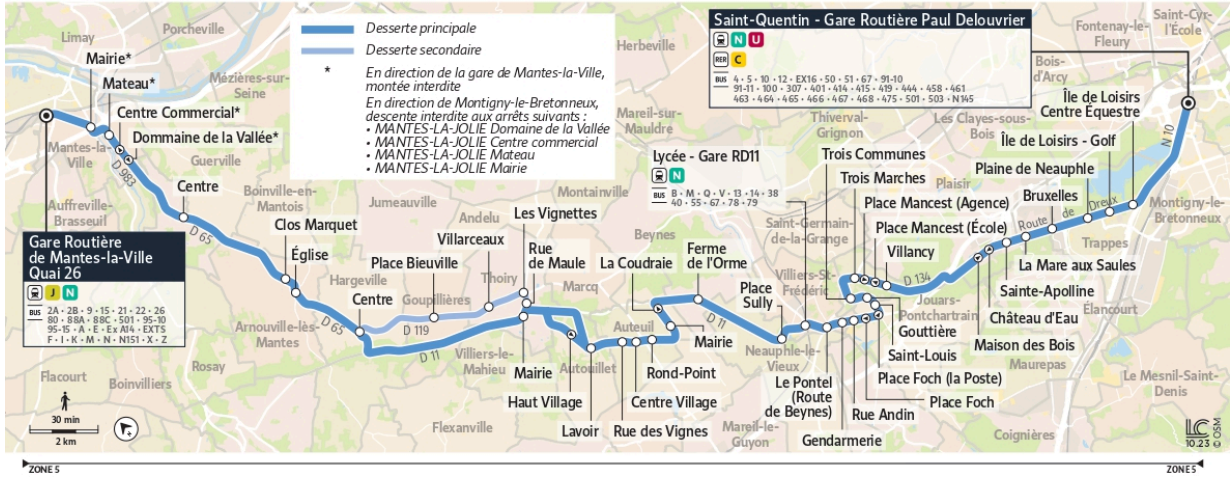 Desserte principale
Desserte secondaire
*
En direction de la gare de Mantes-la-Ville,
montée interdite
En direction de Montigny-le-Bretonneux,
descente interdite aux arrêts suivants :
• MANTES-LA-JOLIE Domaine de la Vallée
• MANTES-LA-JOLIE Centre commercial
• MANTES-LA-JOLIE Mateau
• MANTES-LA-JOLIE Mairie
Saint-Quentin - Gare Routière Paul Delouvrier
N U
RER C
BUS
4 • 5 • 10 • 12 • EX16 • 50 • 51 • 67 • 91-10
91-11 • 100 • 307 • 401 • 414 • 415 • 419 • 444 • 458 • 461
463 • 464 • 465 • 466 • 467 • 468 • 475 • 501 • 503 • N145
Limay
Porcheville
Mézières-sur-
Seine
Mantes-la-
Ville
Guerville
Auffreville-
Brasseuil
Boinville-en-
Mantois
Jumeauville
Andelu
Montainville
Herbeville
Mareil-sur-
Mauldre
Thiverval-
Grignon
Les Clayes-sous-
Bois
Bois-
d'Arcy
Fontenay-le-
Fleury
Saint-Cyr-
l'École
Mairie*
Mateau*
Centre Commercial*
Dommaine de la Vallée*
D 983
Centre
D 65
Clos Marquet
Église
Hargeville
Goupillières
Thoiry
Marcq
Beynes
Saint-Germain-
de-la-Grange
Plaisir
Villiers-St-
Frédéric
Gare Routière
de Mantes-la-Ville
Quai 26
J N
BUS
2A • 2B • 9 • 15 • 21 • 22 • 26
80 • 88A • 88C • 501 • 95-10
95-15 • A • E • Ex A14 • EXTS
F • I • K • M • N • N151 • X • Z
Centre
D 65
Place Bieuville
Villarceaux
D 119
Les Vignettes
Rue
de Maule
La Coudraie
Ferme
de l'Orme
D 11
Place
Sully
Lycée - Gare RD11
N
BUS
B • M • Q • V • 13 • 14 • 38
40 • 55 • 67 • 78 • 79
Trois Communes
Trois Marches
Place Mancest (Agence)
Place Mancest (École)
Villancy
D 134
Île de Loisirs
Centre Équestre
Île de Loisirs - Golf
Plaine de Neauphle
Bruxelles
Route de Dreux
N 10
Montigny-le-
Bretonneux
Trappes
Élancourt
La Mare aux Saules
Sainte-Apolline
Château d'Eau
Maison des Bois
Jouars-
Pontchartrain
Maurepas
Le Mesnil-Saint-
Denis
Coignières
Gouttière
Saint-Louis
Place Foch (la Poste)
Place Foch
Rue Andin
Gendarmerie
Le Pontel
(Route
de Beynes)
Neauphle-le-
Vieux
Mareil-le-
Guyon
Auteuil
Mairie
Rond-Point
Centre Village
Rue des Vignes
Lavoir
Autouillet
Haut Village
Mairie
Villiers-le-
Mahieu
D 11
Flexanville
Arnouville-lès-
Mantes
Rosay
Boinvilliers
Flacourt
30 min
2 km
LC
10.23 © OSM
ZONE 5
ZONE 5